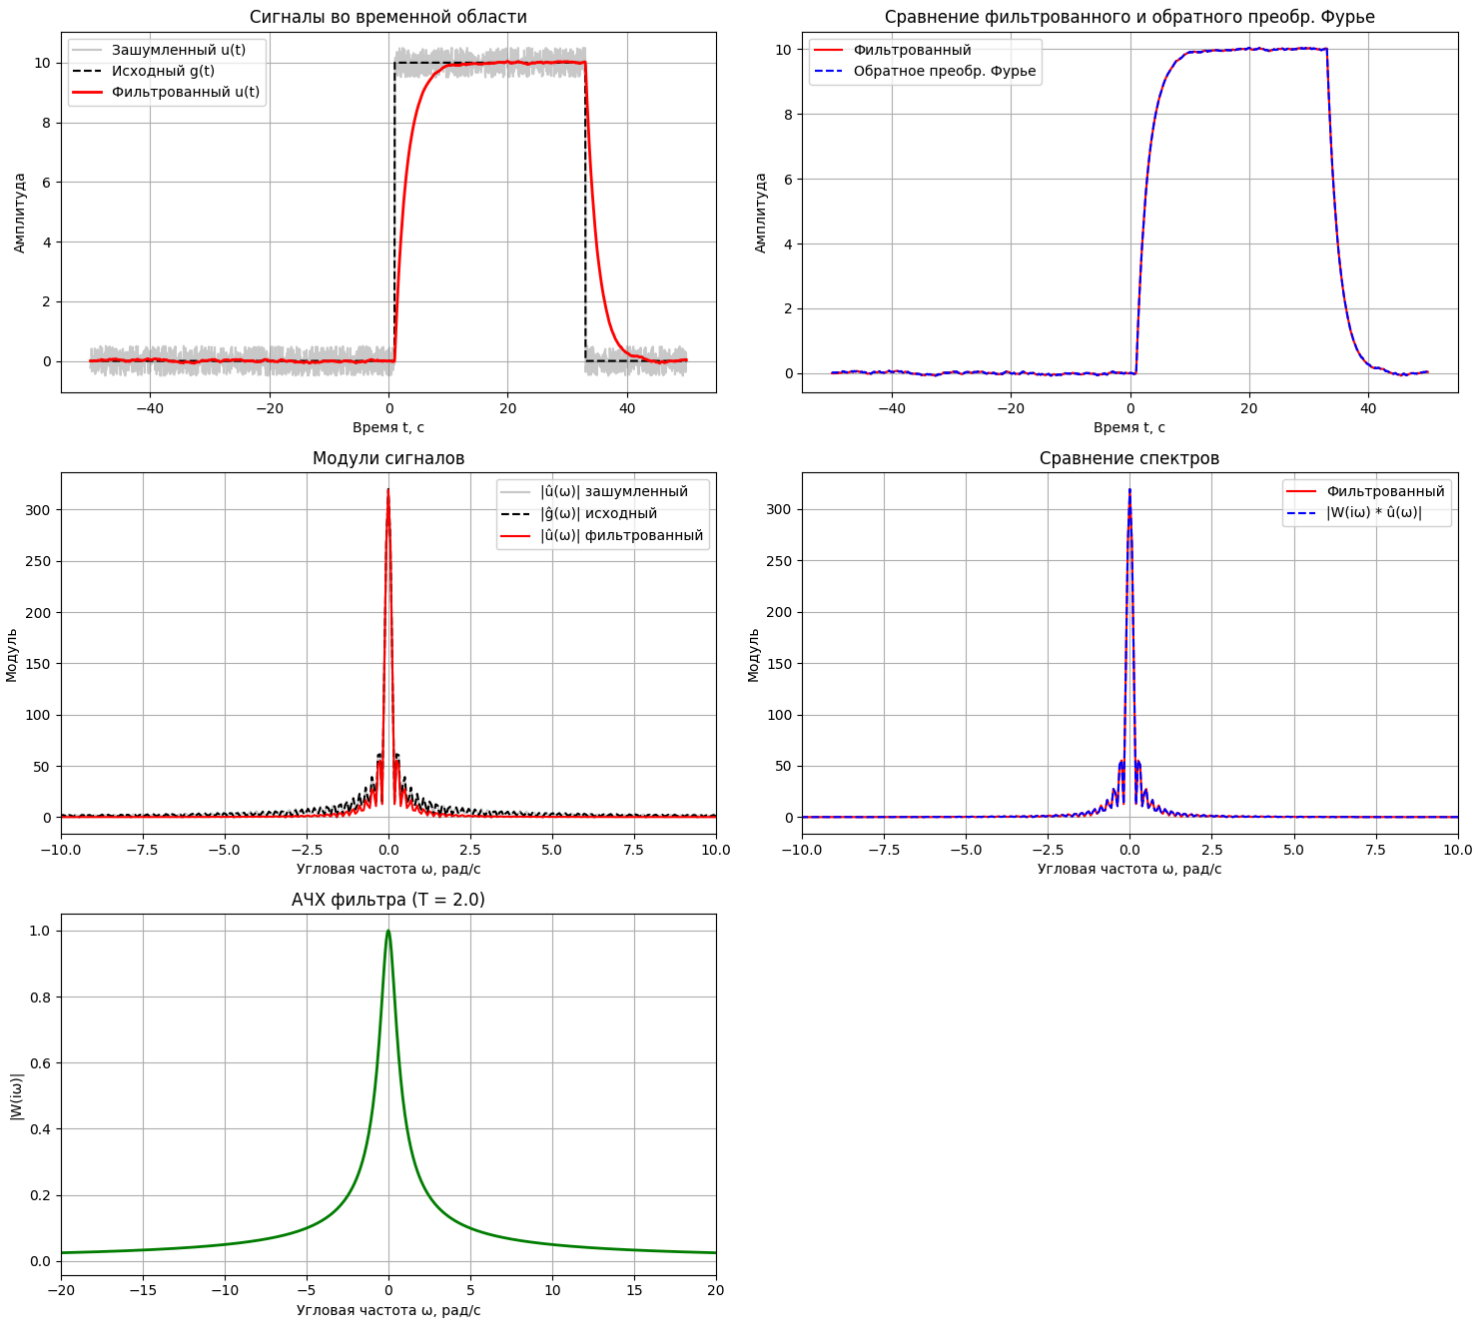 Сигналы во временной области
Зашумленный u(t)
Исходный g(t)
Фильтрованный u(t)
Амплитуда
10
8
6
4
2
0
−40
−20
0
20
40
Время t, с
Сравнение фильтрованного и обратного преобр. Фурье
Фильтрованный
Обратное преобр. Фурье
Амплитуда
10
8
6
4
2
0
−40
−20
0
20
40
Время t, с
Модули сигналов
|û(ω)| зашумленный
|ĝ(ω)| исходный
|û(ω)| фильтрованный
Модуль
300
250
200
150
100
50
0
−10.0
−7.5
−5.0
−2.5
0.0
2.5
5.0
7.5
10.0
Угловая частота ω, рад/с
Сравнение спектров
Фильтрованный
|W(iω) * û(ω)|
Модуль
300
250
200
150
100
50
0
−10.0
−7.5
−5.0
−2.5
0.0
2.5
5.0
7.5
10.0
Угловая частота ω, рад/с
АЧХ фильтра (T = 2.0)
|W(iω)|
1.0
0.8
0.6
0.4
0.2
0.0
−20
−15
−10
−5
0
5
10
15
20
Угловая частота ω, рад/с